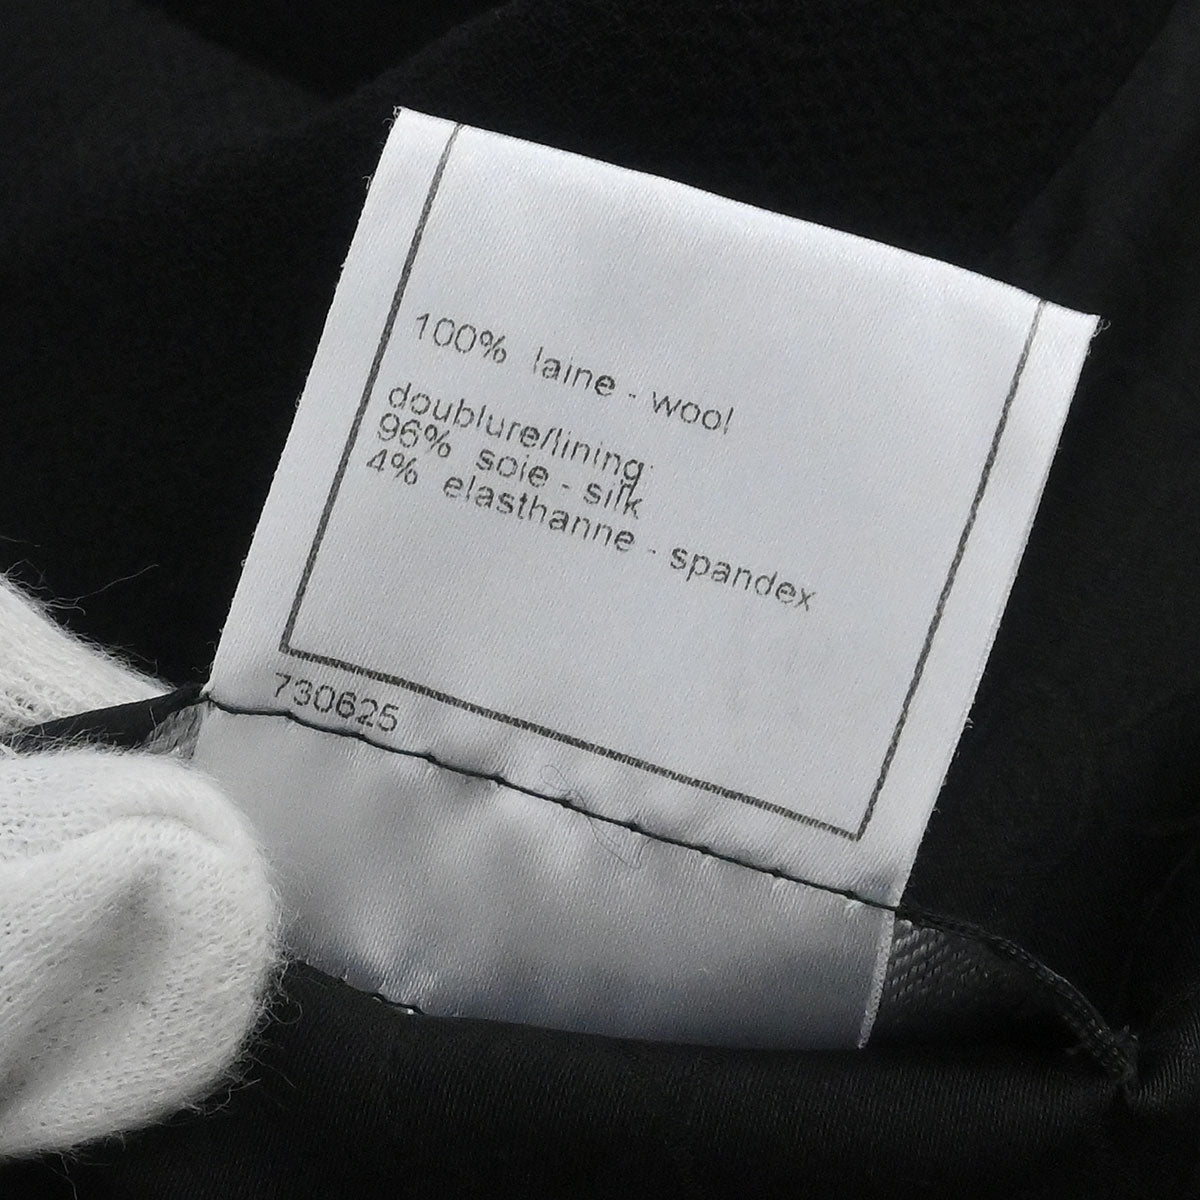 100% laine - wool
doublure/lining:
96% soie - silk
4% elasthanne - spandex
730625